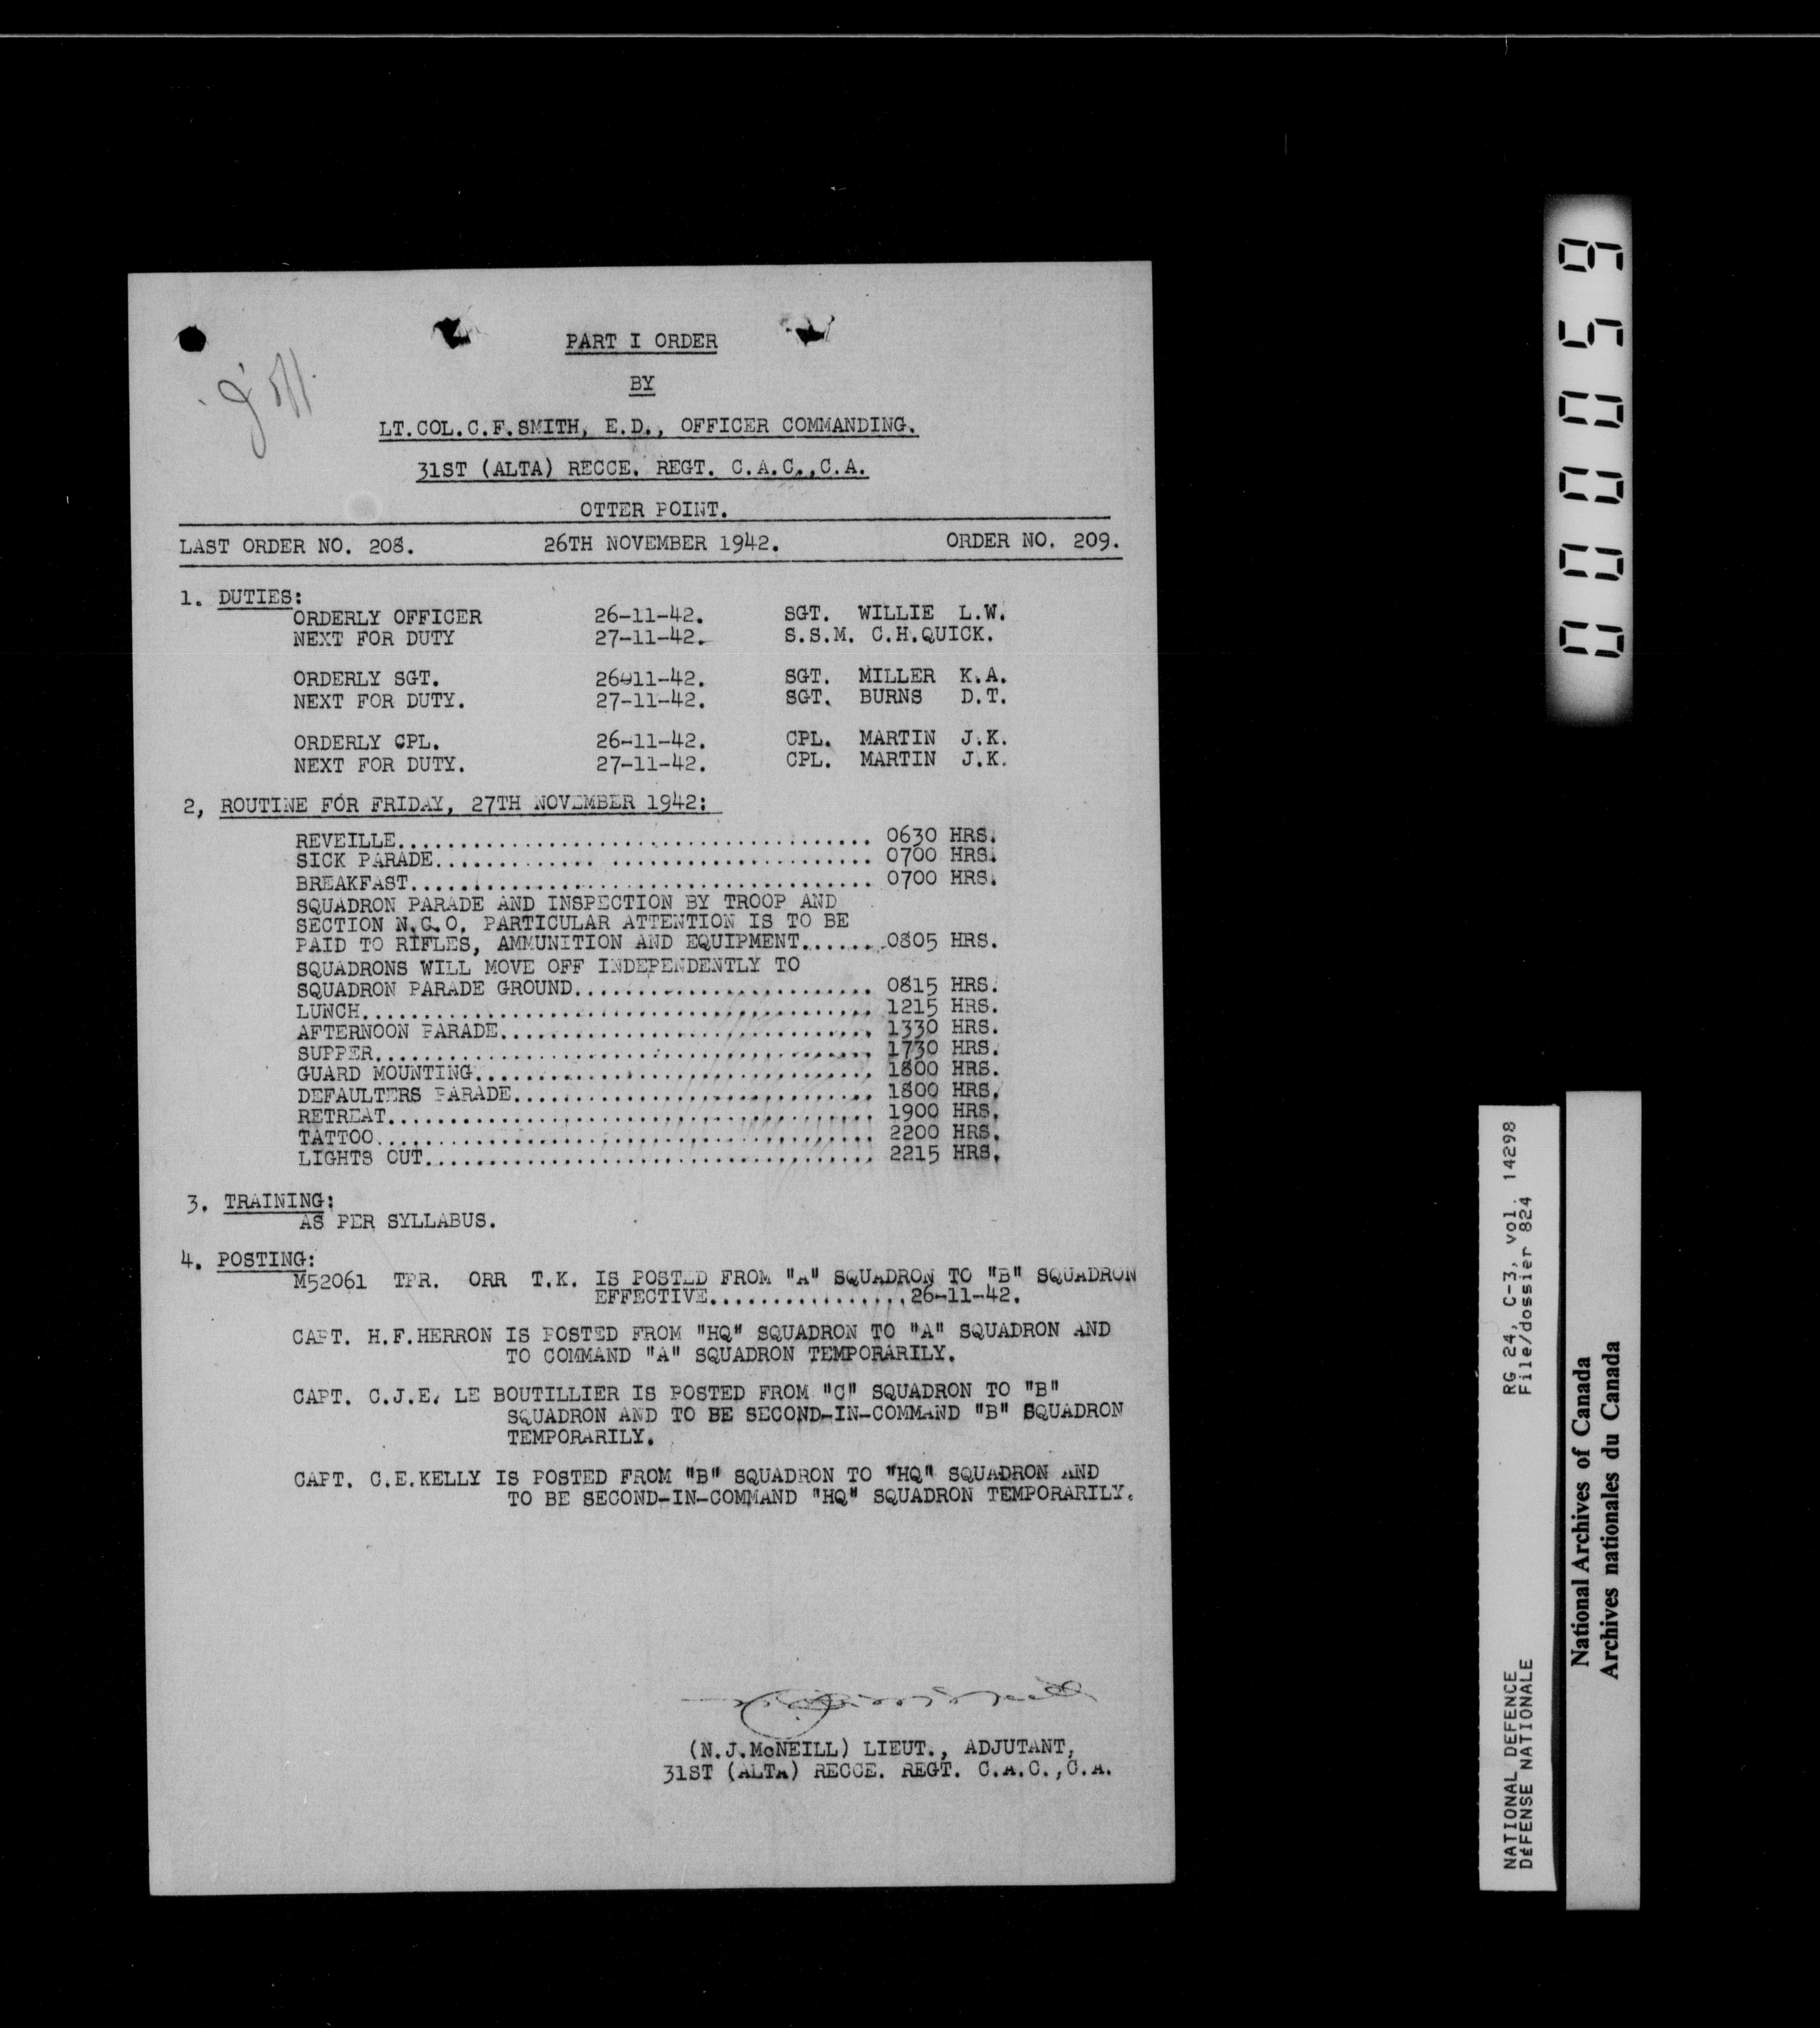 PART I ORDER
BY
LT.COL.C.F.SMITH, E.D., OFFICER COMMANDING.
31ST (ALTA) RECCE. REGT. C.A.C.,C.A.
OTTER POINT.
LAST ORDER NO. 208. 26TH NOVEMBER 1942. ORDER NO. 209.
1. DUTIES:
ORDERLY OFFICER 26-11-42. SGT. WILLIE L.W.
NEXT FOR DUTY 27-11-42. S.S.M. C.H.QUICK.
ORDERLY SGT. 26-11-42. SGT. MILLER K.A.
NEXT FOR DUTY. 27-11-42. SGT. BURNS D.T.
ORDERLY CPL. 26-11-42. CPL. MARTIN J.K.
NEXT FOR DUTY. 27-11-42. CPL. MARTIN J.K.
2, ROUTINE FOR FRIDAY, 27TH NOVEMBER 1942:
REVEILLE...................................... 0630 HRS.
SICK PARADE................................... 0700 HRS.
BREAKFAST..................................... 0700 HRS.
SQUADRON PARADE AND INSPECTION BY TROOP AND
SECTION N.C.O. PARTICULAR ATTENTION IS TO BE
PAID TO RIFLES, AMMUNITION AND EQUIPMENT.......0805 HRS.
SQUADRONS WILL MOVE OFF INDEPENDENTLY TO
SQUADRON PARADE GROUND........................ 0815 HRS.
LUNCH......................................... 1215 HRS.
AFTERNOON PARADE.............................. 1330 HRS.
SUPPER........................................ 1730 HRS.
GUARD MOUNTING................................ 1800 HRS.
DEFAULTERS PARADE............................. 1800 HRS.
RETREAT....................................... 1900 HRS.
TATTOO........................................ 2200 HRS.
LIGHTS OUT.................................... 2215 HRS.
3. TRAINING:
AS PER SYLLABUS.
4. POSTING:
M52061 TPR. ORR T.K. IS POSTED FROM "A" SQUADRON TO "B" SQUADRON
EFFECTIVE................26-11-42.
CAPT. H.F.HERRON IS POSTED FROM "HQ" SQUADRON TO "A" SQUADRON AND
TO COMMAND "A" SQUADRON TEMPORARILY.
CAPT. C.J.E. LE BOUTILLIER IS POSTED FROM "C" SQUADRON TO "B"
SQUADRON AND TO BE SECOND-IN-COMMAND "B" SQUADRON
TEMPORARILY.
CAPT. C.E.KELLY IS POSTED FROM "B" SQUADRON TO "HQ" SQUADRON AND
TO BE SECOND-IN-COMMAND "HQ" SQUADRON TEMPORARILY.
(N.J.McNEILL) LIEUT., ADJUTANT,
31ST (ALTA) RECCE. REGT. C.A.C.,C.A.
000059
NATIONAL DEFENCE RG 24, C-3, vol. 14298
DéFENSE NATIONALE File/dossier 824
National Archives of Canada
Archives nationales du Canada